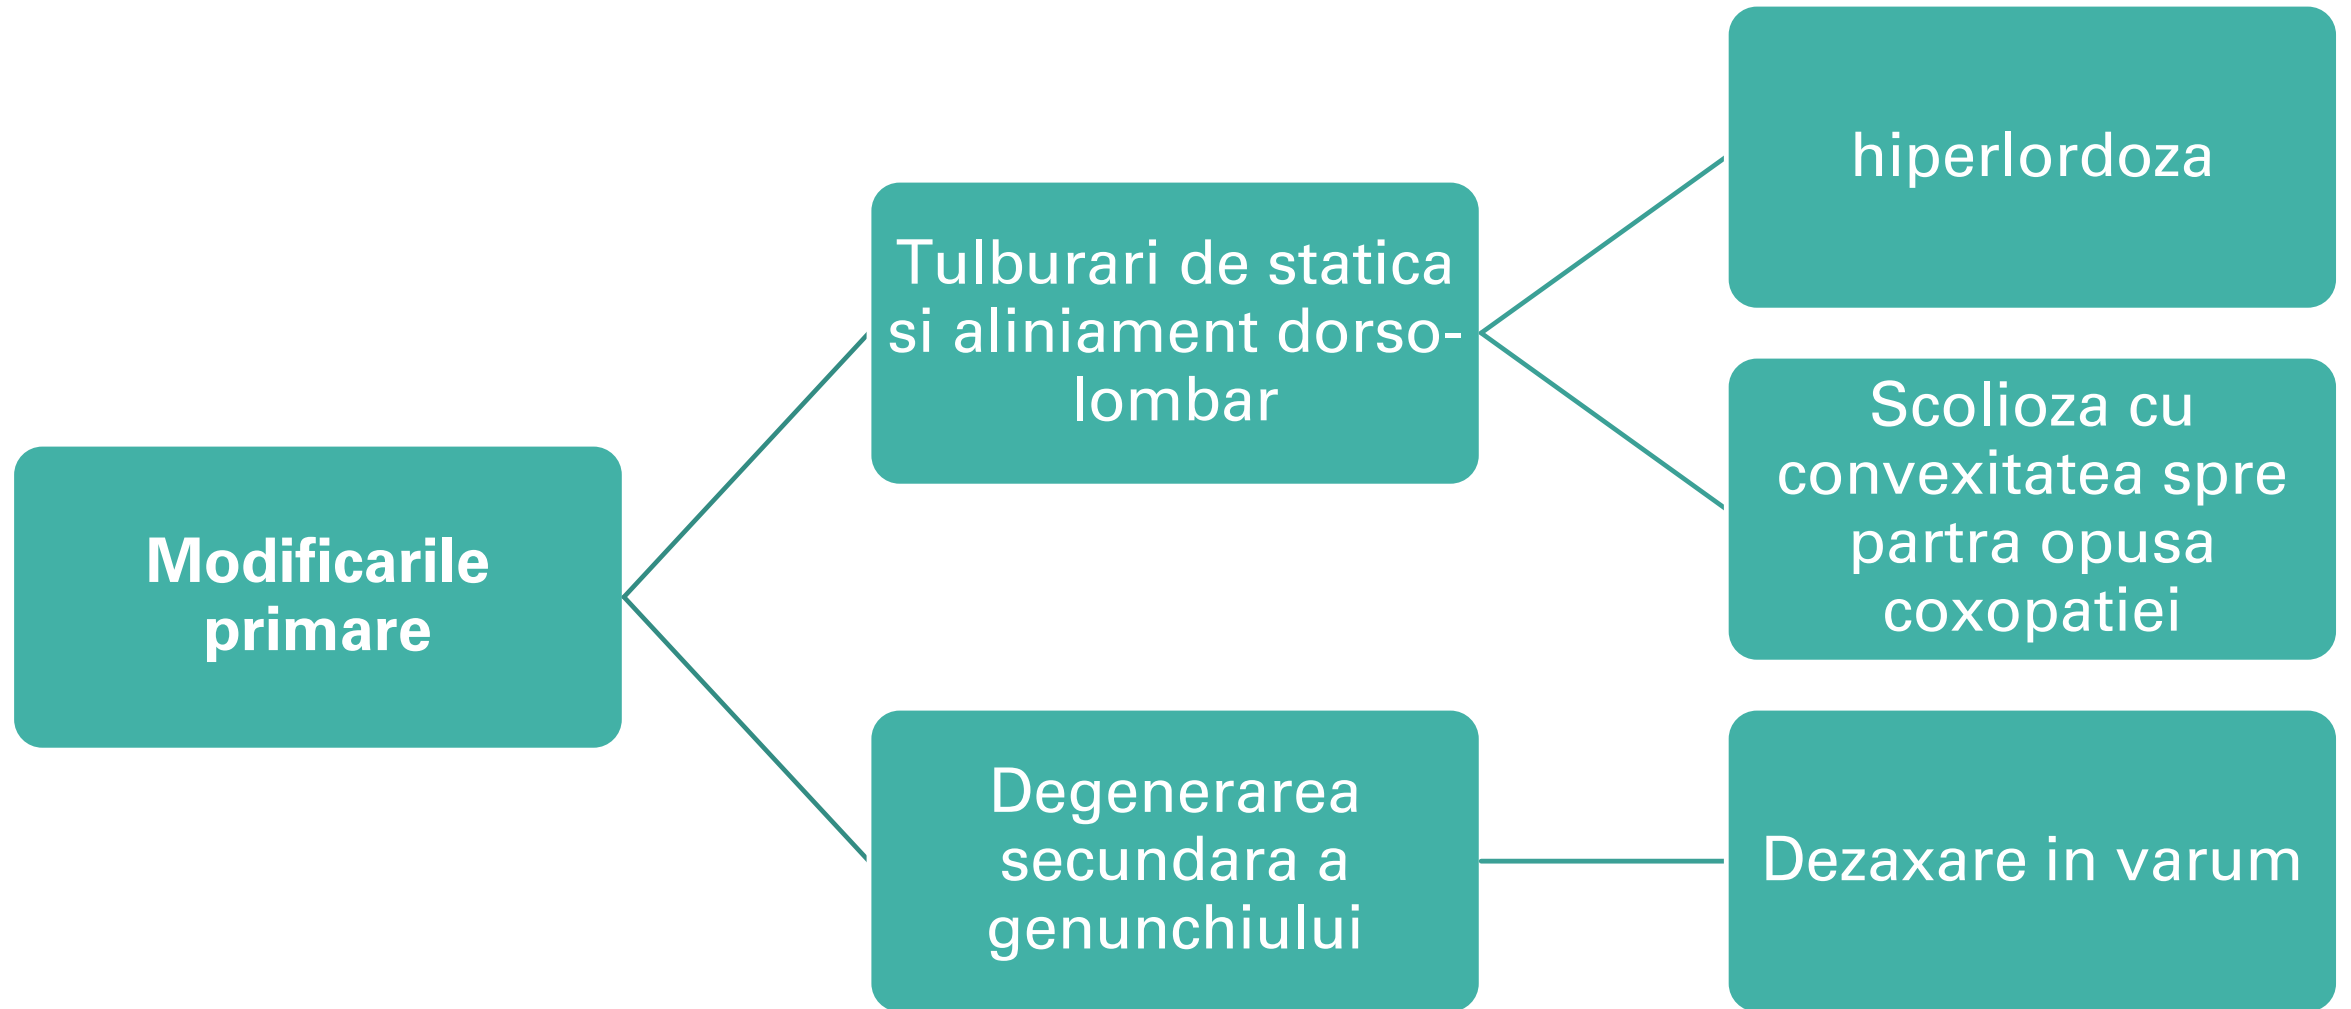 Modificarile
primare
Tulburari de statica
si aliniament dorso-
lombar
hiperlordoza
Scolioza cu
convexitatea spre
partra opusa
coxopatiei
Degenerarea
secundara a
genunchiului
Dezaxare in varum